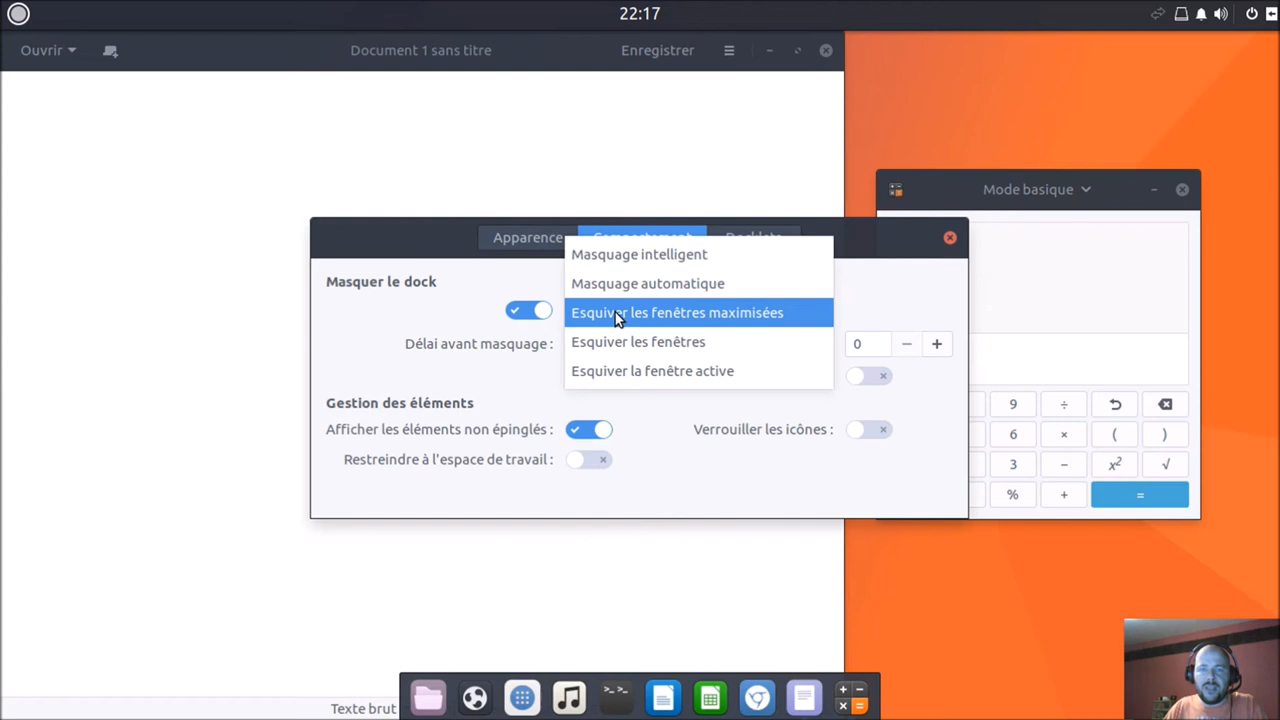 22:17
Ouvrir
Document 1 sans titre
Enregistrer
Mode basique
Apparence
Comportement
Docklets
Masquer le dock
Masquage intelligent
Masquage automatique
Esquiver les fenêtres maximisées
Esquiver les fenêtres
Esquiver la fenêtre active
Délai avant masquage :
0 − +
Gestion des éléments
Afficher les éléments non épinglés :
Verrouiller les icônes :
Restreindre à l'espace de travail :
9 ÷
6 × ( )
3 − x² √
% + =
>_ >_
Texte brut